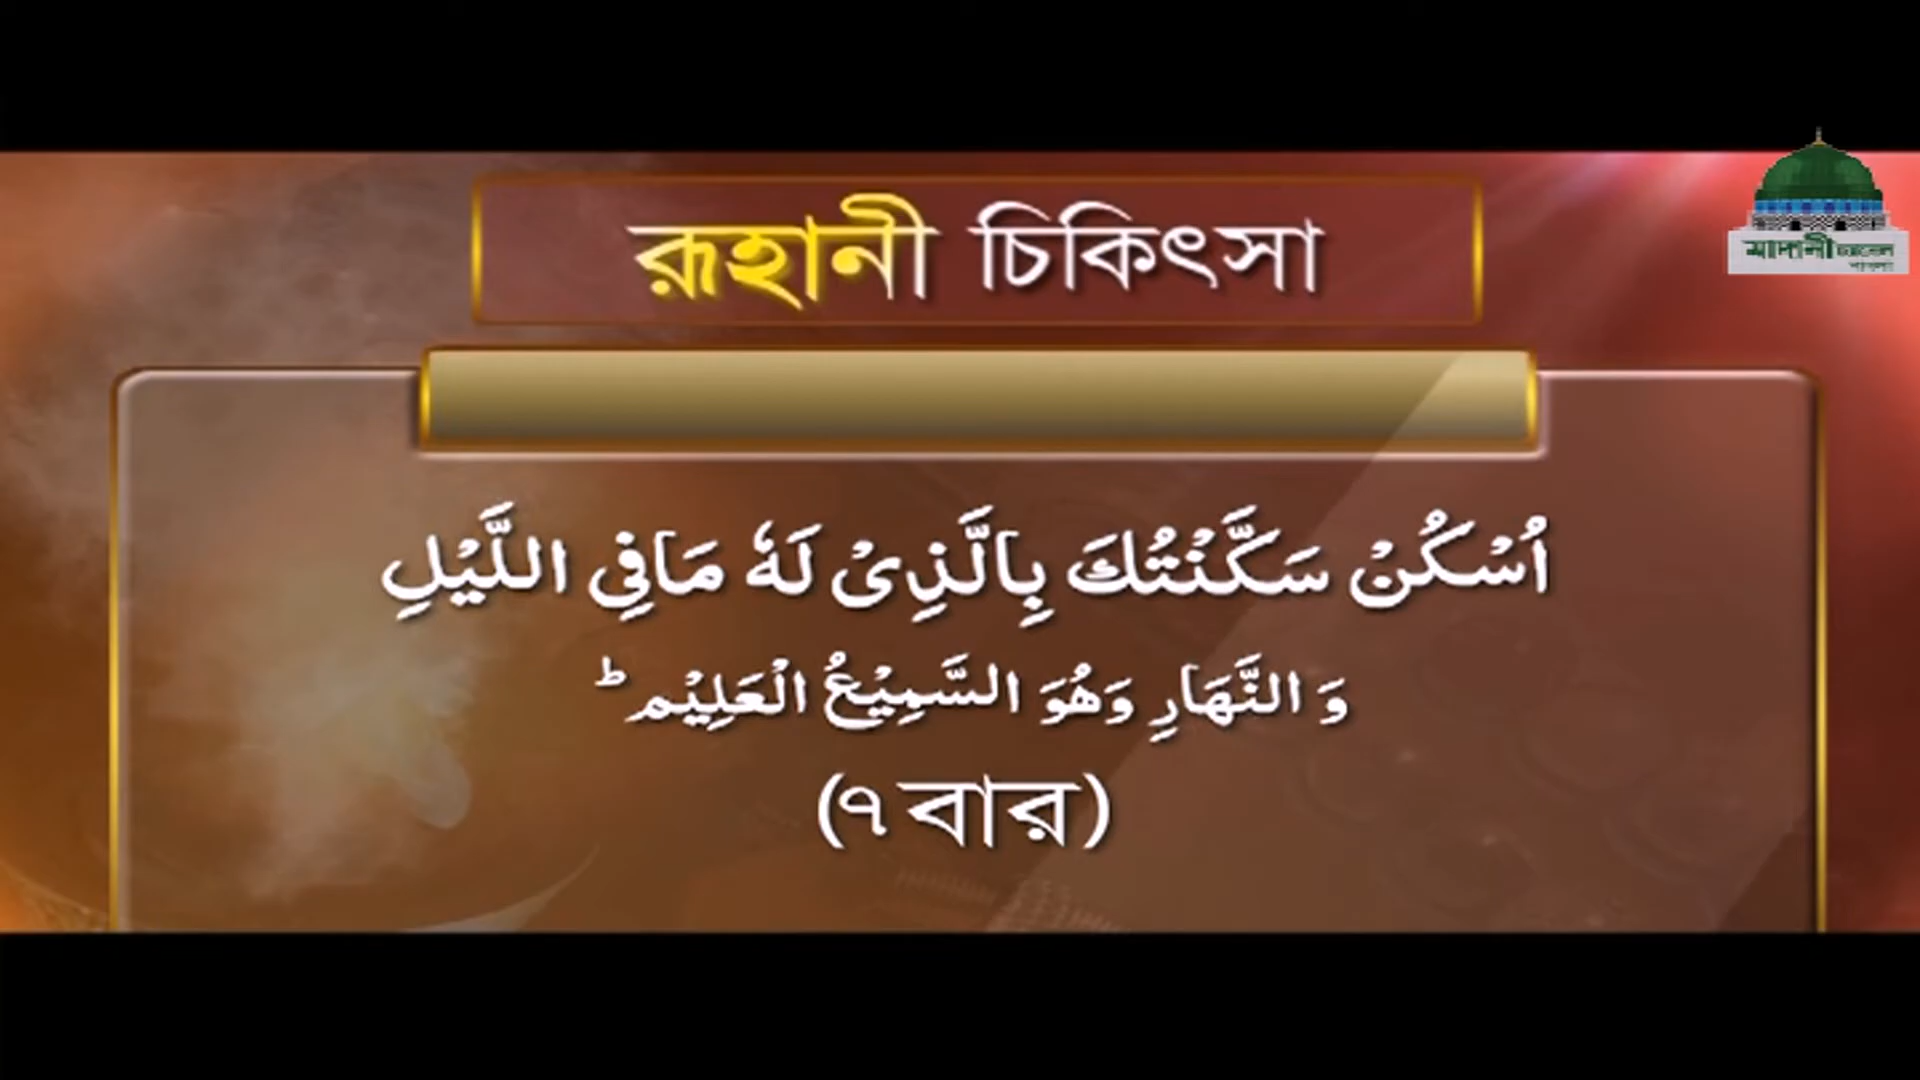 রূহানী চিকিৎসা
মাদানী
اُسْكُنْ سَكَّنْتُكَ بِالَّذِیْ لَهٗ مَافِی اللَّيْلِ
وَ النَّهَارِ وَهُوَ السَّمِيْعُ الْعَلِيْم ؕ
(৭ বার)